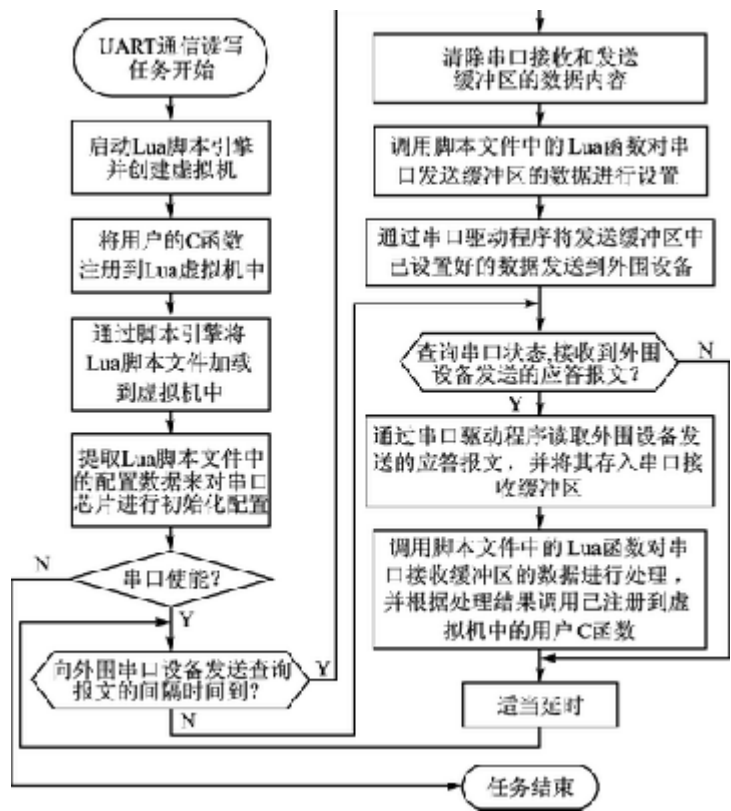 UART通信读写
任务开始
启动Lua脚本引擎
并创建虚拟机
将用户的C函数
注册到Lua虚拟机中
通过脚本引擎将
Lua脚本文件加载
到虚拟机中
提取Lua脚本文件中
的配置数据来对串口
芯片进行初始化配置
N
串口使能?
Y
向外围串口设备发送查询
报文的间隔时间到?
Y
N
清除串口接收和发送
缓冲区的数据内容
调用脚本文件中的Lua函数对串
口发送缓冲区的数据进行设置
通过串口驱动程序将发送缓冲区中
已设置好的数据发送到外围设备
查询串口状态,接收到外围
设备发送的应答报文?
N
Y
通过串口驱动程序读取外围设备发
送的应答报文，并将其存入串口接
收缓冲区
调用脚本文件中的Lua函数对串
口接收缓冲区的数据进行处理，
并根据处理结果调用已注册到虚
拟机中的用户C函数
适当延时
任务结束